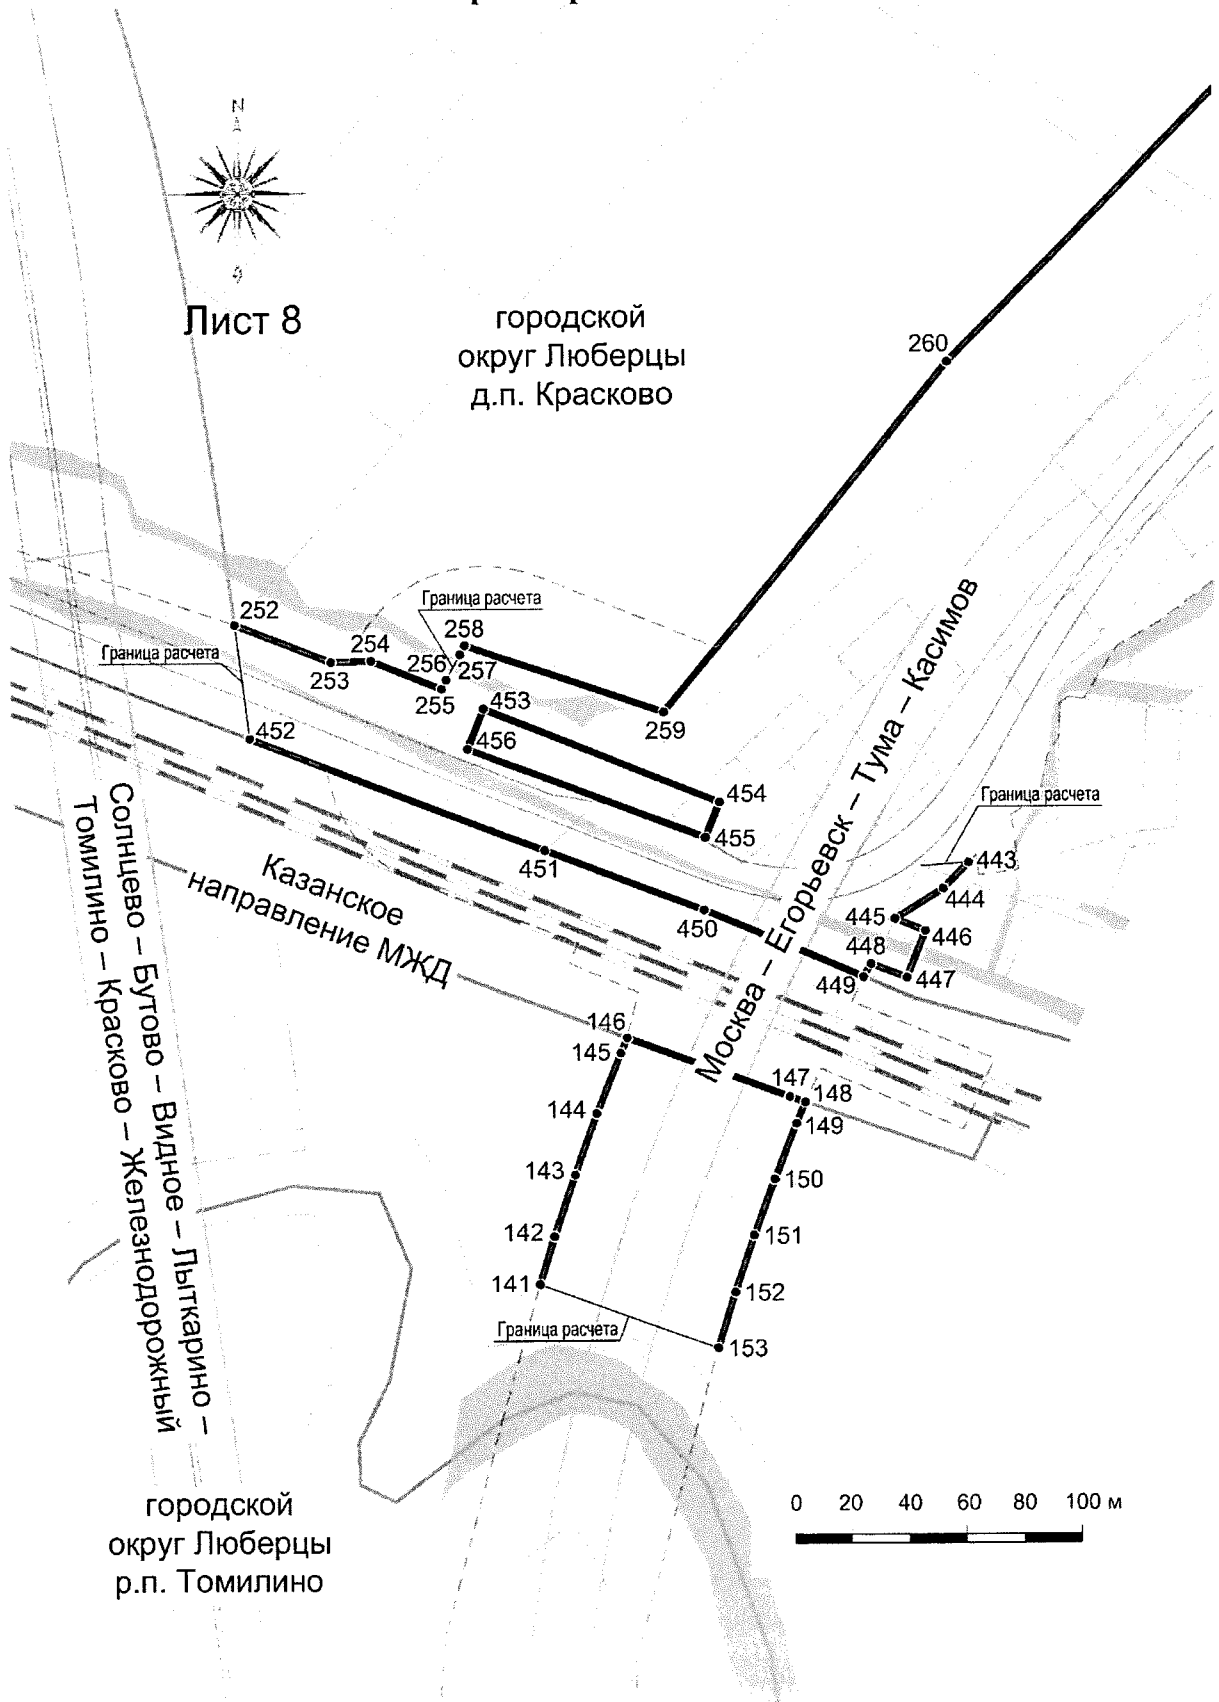 N
Лист 8
городской
округ Люберцы
д.п. Красково
260
Граница расчета
252
258
254
256
257
Граница расчета
253
255
453
259
452
456
454
Граница расчета
455
451
443
444
450
445
446
448
449
447
Москва – Егорьевск – Тума – Касимов
Казанское
направление МЖД
Солнцево – Бутово – Видное – Лыткарино –
Томилино – Красково – Железнодорожный
146
145
147
148
144
149
143
150
142
151
141
152
Граница расчета
153
0 20 40 60 80 100 м
городской
округ Люберцы
р.п. Томилино